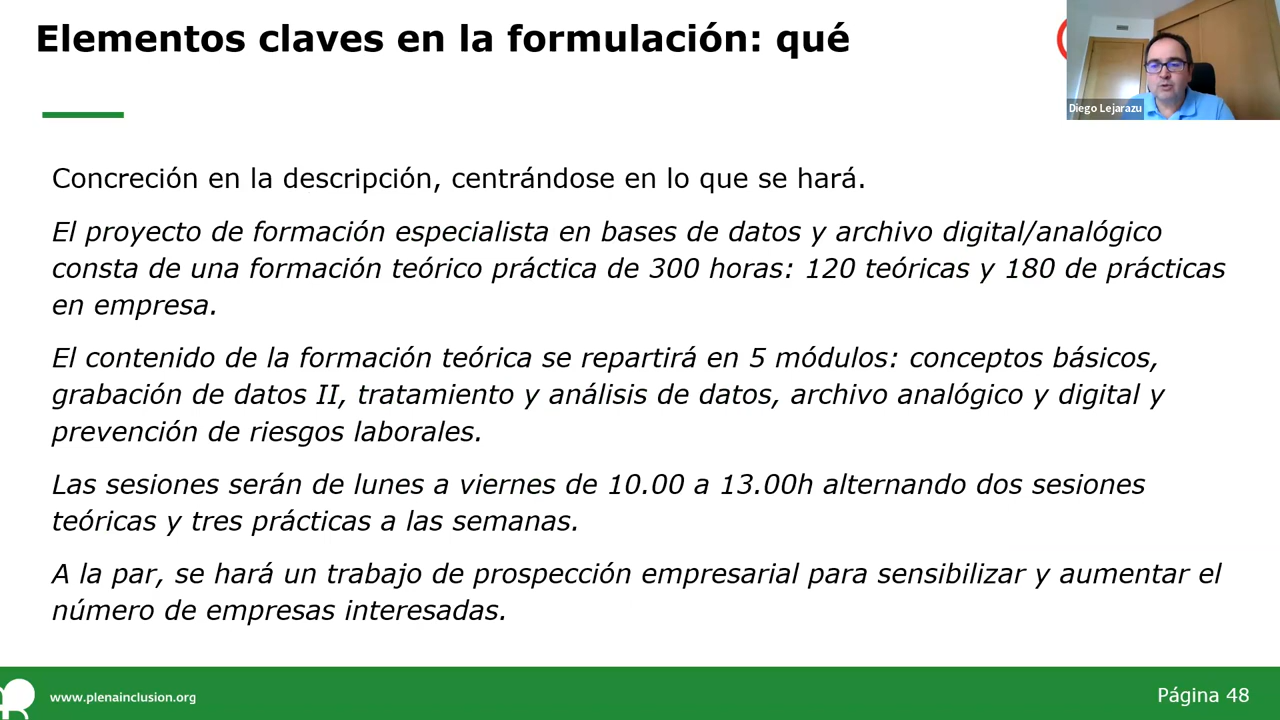 Elementos claves en la formulación: qué
Diego Lejarazu
Concreción en la descripción, centrándose en lo que se hará.
El proyecto de formación especialista en bases de datos y archivo digital/analógico
consta de una formación teórico práctica de 300 horas: 120 teóricas y 180 de prácticas
en empresa.
El contenido de la formación teórica se repartirá en 5 módulos: conceptos básicos,
grabación de datos II, tratamiento y análisis de datos, archivo analógico y digital y
prevención de riesgos laborales.
Las sesiones serán de lunes a viernes de 10.00 a 13.00h alternando dos sesiones
teóricas y tres prácticas a las semanas.
A la par, se hará un trabajo de prospección empresarial para sensibilizar y aumentar el
número de empresas interesadas.
www.plenainclusion.org
Página 48